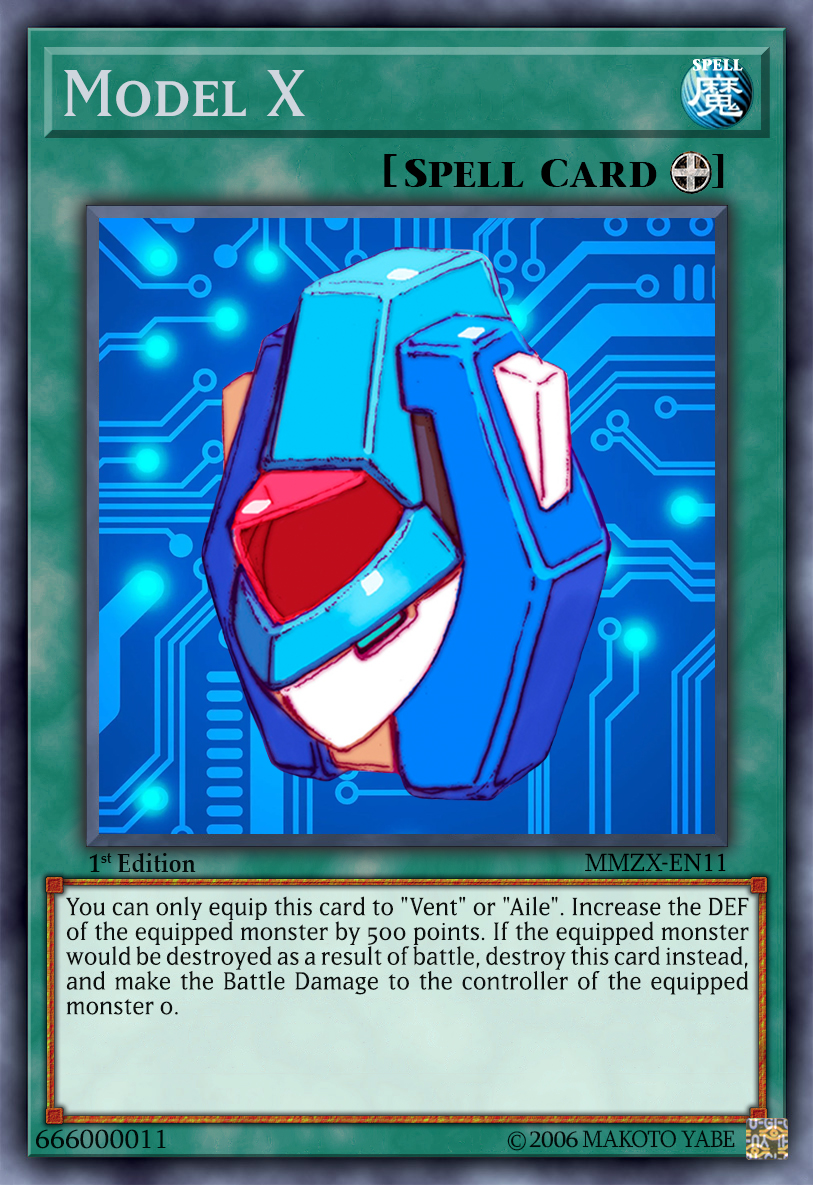 Model X
SPELL
魔
[Spell Card]
1st Edition
MMZX-EN11
You can only equip this card to "Vent" or "Aile". Increase the DEF
of the equipped monster by 500 points. If the equipped monster
would be destroyed as a result of battle, destroy this card instead,
and make the Battle Damage to the controller of the equipped
monster 0.
666000011
©2006 MAKOTO YABE